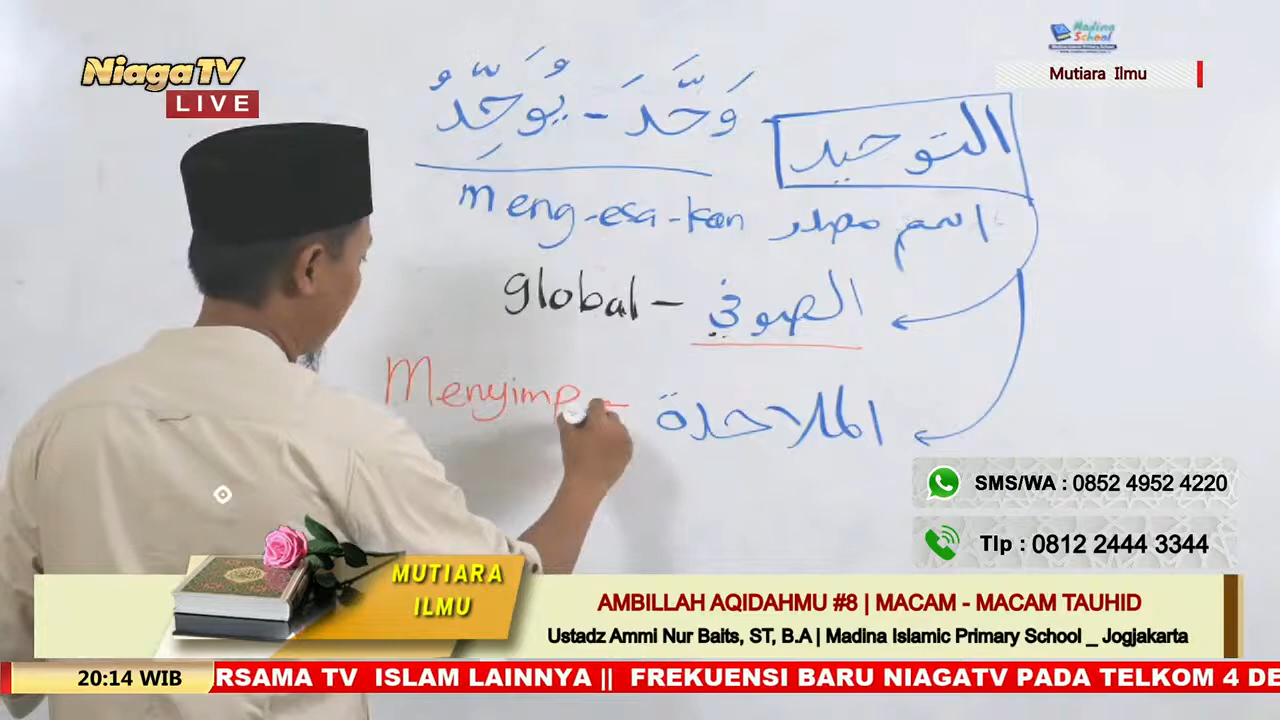 NiagaTV
LIVE
Madina
School
Mutiara Ilmu
التوحيد - وَحَّدَ - يُوَحِّدُ
اسم مصدر meng-esa-kan
الصوفي - global
الملاحدة - Menyimp
SMS/WA : 0852 4952 4220
Tlp : 0812 2444 3344
MUTIARA
ILMU
AMBILLAH AQIDAHMU #8 | MACAM - MACAM TAUHID
Ustadz Ammi Nur Baits, ST, B.A | Madina Islamic Primary School _ Jogjakarta
20:14 WIB
RSAMA TV ISLAM LAINNYA || FREKUENSI BARU NIAGATV PADA TELKOM 4 DE